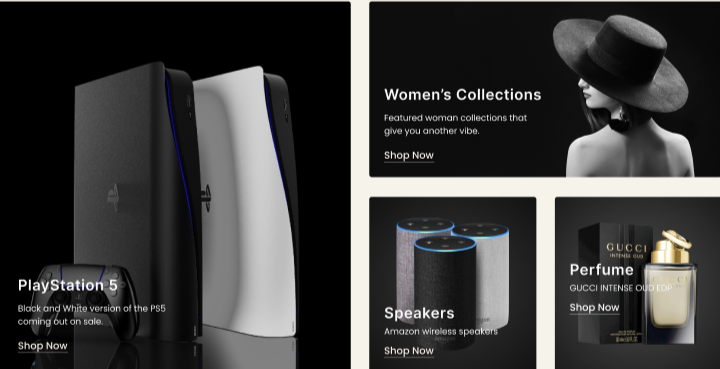 PlayStation 5
Black and White version of the PS5
coming out on sale.
Shop Now
Women's Collections
Featured woman collections that
give you another vibe.
Shop Now
Speakers
Amazon wireless speakers
Shop Now
GUCCI
INTENSE OUD
Perfume
GUCCI INTENSE OUD EDP
Shop Now